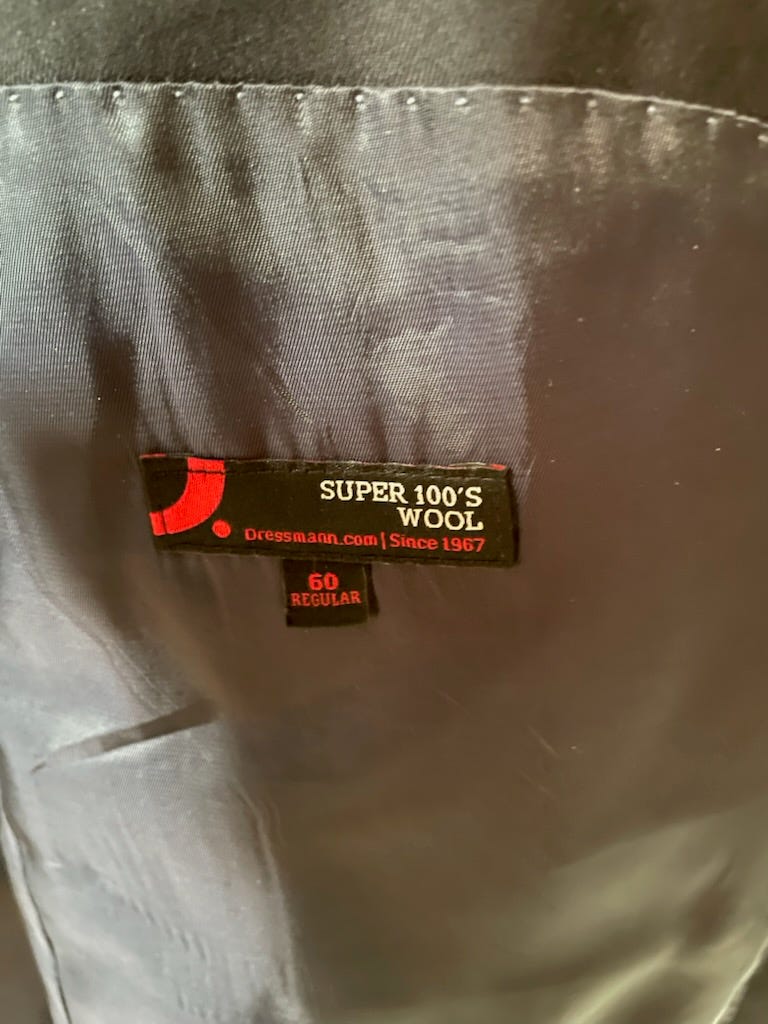 SUPER 100'S
WOOL
Dressmann.com | Since 1967
60
REGULAR